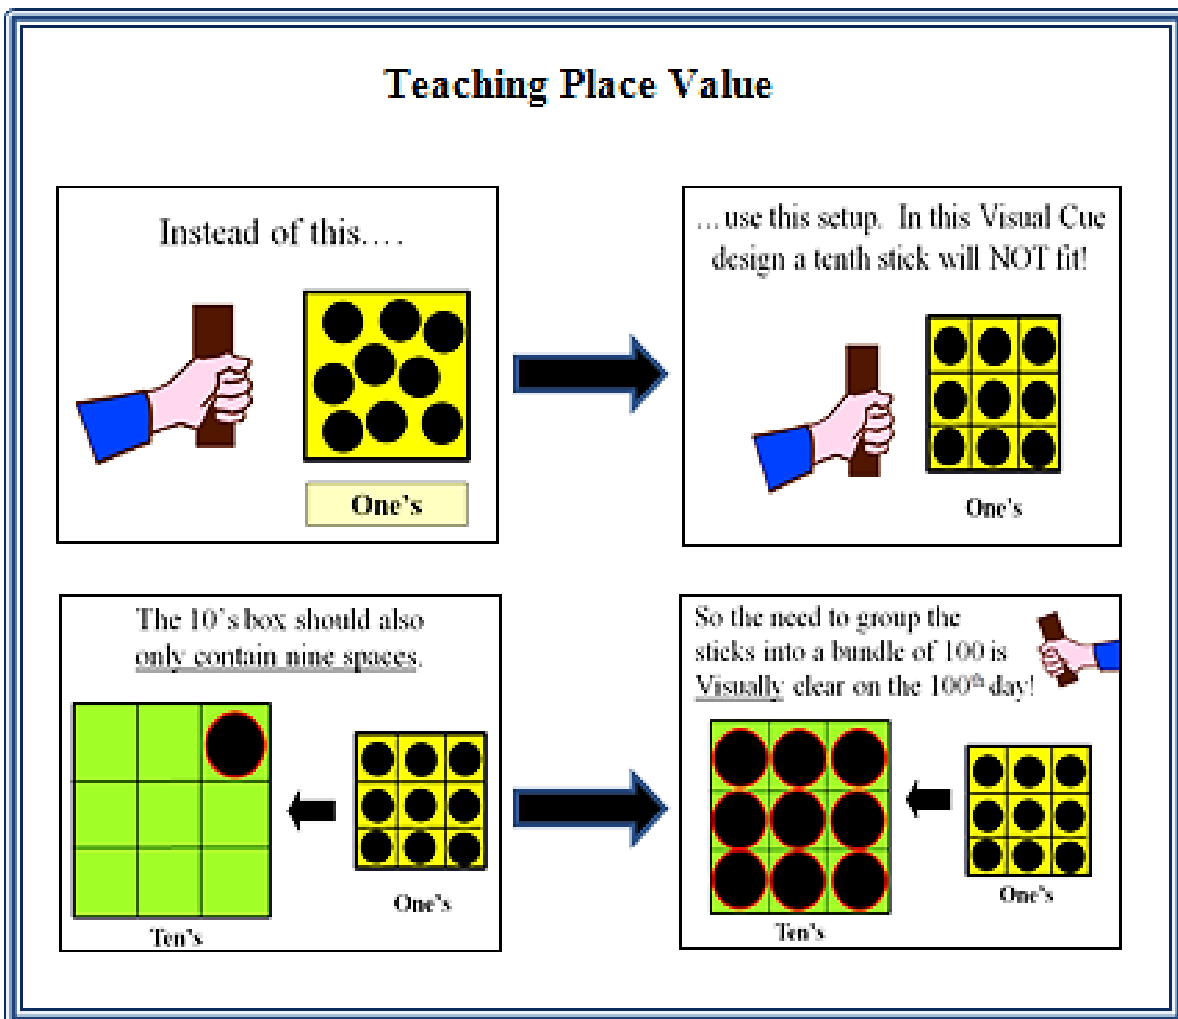 Teaching Place Value
Instead of this....
One's
...use this setup. In this Visual Cue
design a tenth stick will NOT fit!
One's
The 10's box should also
only contain nine spaces.
Ten's
One's
So the need to group the
sticks into a bundle of 100 is
Visually clear on the 100th day!
Ten's
One's